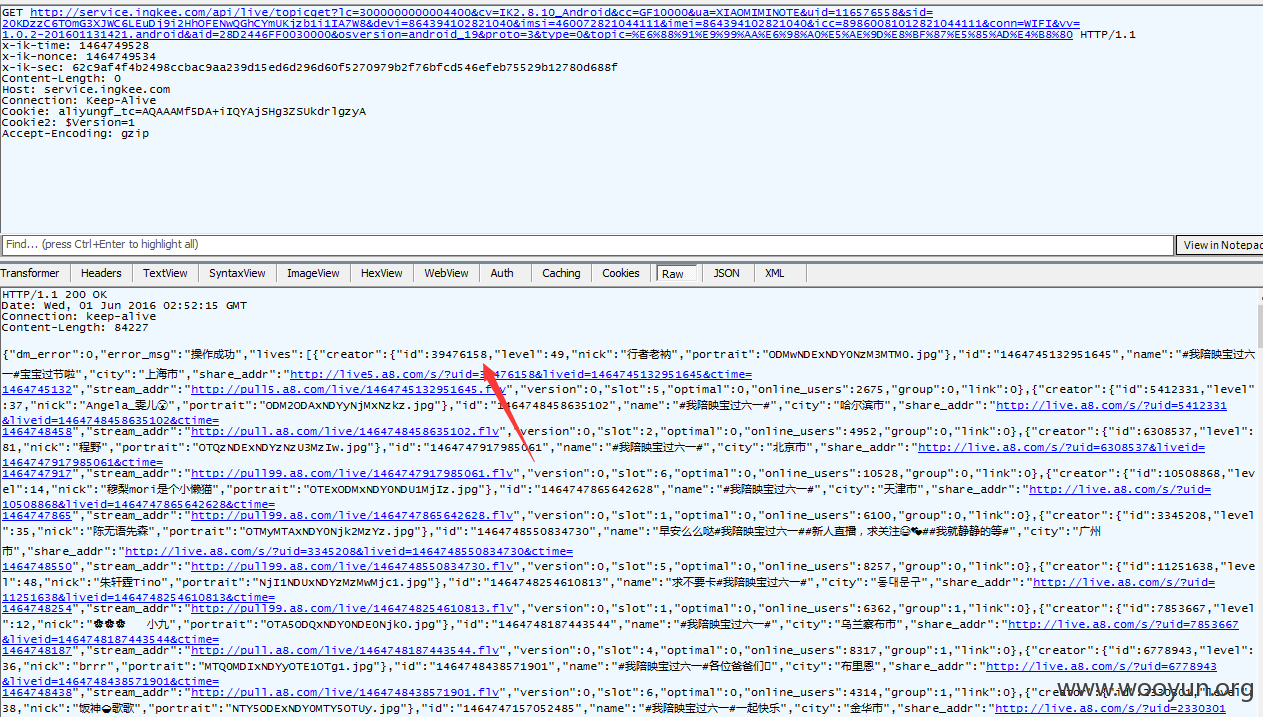 GET http://service.ingkee.com/api/live/topicget?lc=3000000000004400&cv=IK2.8.10_Android&cc=GF10000&ua=XIAOMIMINOTE&uid=116576558&sid=
20KDzzC6TOmG3XJWC6LEuDj9i2HhOFENwQGhCYmUKjzb1i1IA7W8&devi=864394102821040&imsi=460072821044111&imei=864394102821040&icc=89860081012821044111&conn=WIFI&vv=
1.0.2-201601131421.android&aid=28D2446FF0030000&osversion=android_19&proto=3&type=0&topic=%E6%88%91%E9%99%AA%E6%98%A0%E5%AE%9D%E8%BF%87%E5%85%AD%E4%B8%80 HTTP/1.1
x-ik-time: 1464749528
x-ik-nonce: 1464749534
x-ik-sec: 62c9af4f4b2498ccbac9aa239d15ed6d296d60f5270979b2f76bfcd546efeb75529b12780d688f
Content-Length: 0
Host: service.ingkee.com
Connection: Keep-Alive
Cookie: aliyungf_tc=AQAAAMf5DA+iIQYAjSHg3ZSUkdrlgzyA
Cookie2: $Version=1
Accept-Encoding: gzip
Find... (press Ctrl+Enter to highlight all)
View in Notepad
Transformer Headers TextView SyntaxView ImageView HexView WebView Auth Caching Cookies Raw JSON XML
HTTP/1.1 200 OK
Date: Wed, 01 Jun 2016 02:52:15 GMT
Connection: keep-alive
Content-Length: 84227
{"dm_error":0,"error_msg":"操作成功","lives":[{"creator":{"id":39476158,"level":49,"nick":"行者老衲","portrait":"ODMwNDExNDYONzM3MTMO.jpg"},"id":"1464745132951645","name":"#我陪映宝过六
一#宝宝过节啦","city":"上海市","share_addr":"http://live5.a8.com/s/?uid=39476158&liveid=1464745132951645&ctime=
1464745132","stream_addr":"http://pull5.a8.com/live/1464745132951645.flv","version":0,"slot":5,"optimal":0,"online_users":2675,"group":0,"link":0},{"creator":{"id":5412331,"level"
:37,"nick":"Angela_雯儿😮","portrait":"ODM2ODAxNDYyNjMxNzkz.jpg"},"id":"1464748458635102","name":"#我陪映宝过六一#","city":"哈尔滨市","share_addr":"http://live.a8.com/s/?uid=5412331
&liveid=1464748458635102&ctime=
1464748458","stream_addr":"http://pull.a8.com/live/1464748458635102.flv","version":0,"slot":2,"optimal":0,"online_users":4952,"group":0,"link":0},{"creator":{"id":6308537,"level":
81,"nick":"程野","portrait":"OTQzNDExNDYzNzU3MzIw.jpg"},"id":"1464747917985061","name":"#我陪映宝过六一#","city":"北京市","share_addr":"http://live.a8.com/s/?uid=6308537&liveid=
1464747917985061&ctime=
1464747917","stream_addr":"http://pull99.a8.com/live/1464747917985061.flv","version":0,"slot":6,"optimal":0,"online_users":10528,"group":0,"link":0},{"creator":{"id":10508868,"lev
el":14,"nick":"穆梨mori是个小懒猫","portrait":"OTExODMxNDYONDU1MjIz.jpg"},"id":"1464747865642628","name":"#我陪映宝过六一#","city":"天津市","share_addr":"http://live.a8.com/s/?uid=
10508868&liveid=1464747865642628&ctime=
1464747865","stream_addr":"http://pull99.a8.com/live/1464747865642628.flv","version":0,"slot":1,"optimal":0,"online_users":6100,"group":0,"link":0},{"creator":{"id":3345208,"level
":35,"nick":"陈无语先森","portrait":"OTMyMTAxNDYONjk2MzYz.jpg"},"id":"1464748550834730","name":"早安么么哒#我陪映宝过六一##新人直播，求关注😄💕##我就静静的等#","city":"广州
市","share_addr":"http://live.a8.com/s/?uid=3345208&liveid=1464748550834730&ctime=
1464748550","stream_addr":"http://pull99.a8.com/live/1464748550834730.flv","version":0,"slot":5,"optimal":0,"online_users":8257,"group":0,"link":0},{"creator":{"id":11251638,"leve
l":48,"nick":"朱轩霆Tino","portrait":"NjI1NDUxNDYzMzMwMjc1.jpg"},"id":"1464748254610813","name":"求不要卡#我陪映宝过六一#","city":"동대문구","share_addr":"http://live.a8.com/s/?uid=
11251638&liveid=1464748254610813&ctime=
1464748254","stream_addr":"http://pull99.a8.com/live/1464748254610813.flv","version":0,"slot":1,"optimal":0,"online_users":6362,"group":1,"link":0},{"creator":{"id":7853667,"level
":12,"nick":"🌸🌸🌸 小九","portrait":"OTA5ODQxNDYONDEONjkO.jpg"},"id":"1464748187443544","name":"#我陪映宝过六一#","city":"乌兰察布市","share_addr":"http://live.a8.com/s/?uid=7853667
&liveid=1464748187443544&ctime=
1464748187","stream_addr":"http://pull.a8.com/live/1464748187443544.flv","version":0,"slot":4,"optimal":0,"online_users":8317,"group":1,"link":0},{"creator":{"id":6778943,"level":
36,"nick":"brrr","portrait":"MTQ0MDIxNDYyOTE1OTg1.jpg"},"id":"1464748438571901","name":"#我陪映宝过六一#各位爸爸们","city":"布里恩","share_addr":"http://live.a8.com/s/?uid=6778943
&liveid=1464748438571901&ctime=
1464748438","stream_addr":"http://pull.a8.com/live/1464748438571901.flv","version":0,"slot":6,"optimal":0,"online_users":4314,"group":1,"link":0},{"creator":{"id":2330301,"level":
38,"nick":"饭神歌歌","portrait":"NTY5ODExNDYOMTY5OTUy.jpg"},"id":"1464747157052485","name":"#我陪映宝过六一#一起快乐","city":"金华市","share_addr":"http://live.a8.com/s/?uid=2330301
www.wooyun.org